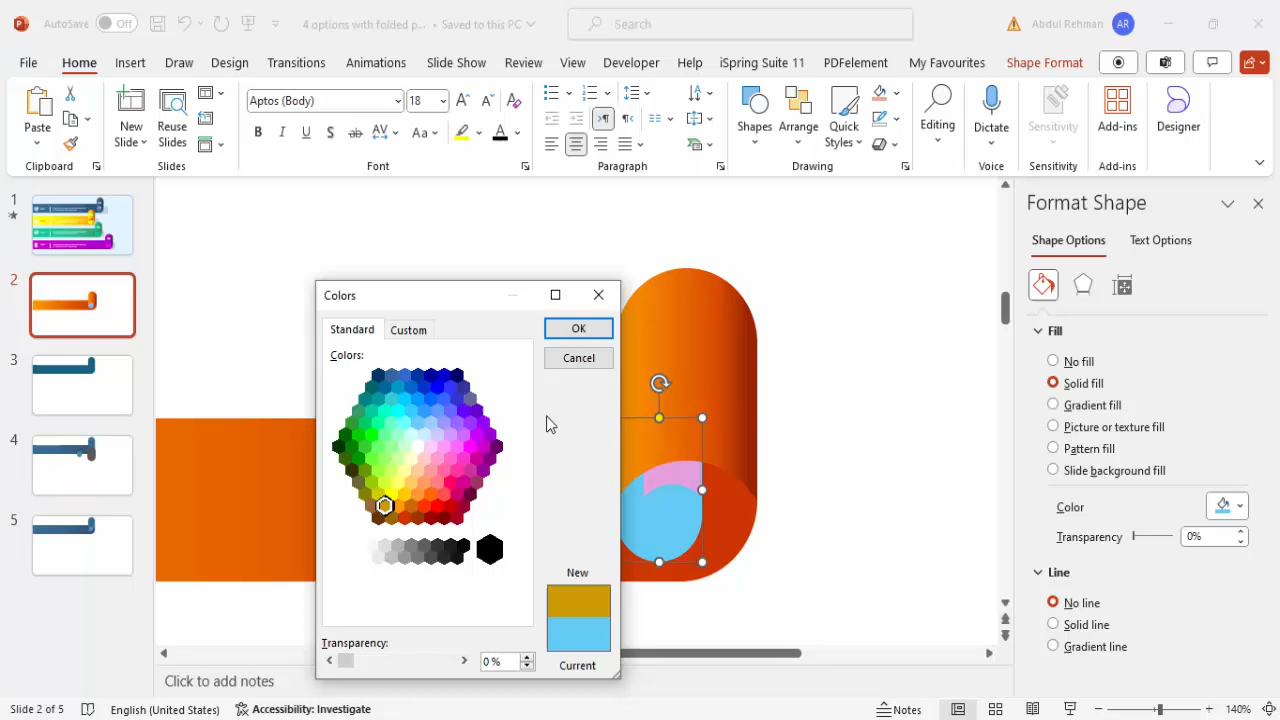 AutoSave Off 4 options with folded p... • Saved to this PC Search Abdul Rehman AR
File Home Insert Draw Design Transitions Animations Slide Show Review View Developer Help iSpring Suite 11 PDFelement My Favourites Shape Format
Aptos (Body) 18
Paste New Slide Reuse Slides Shapes Arrange Quick Styles Editing Dictate Sensitivity Add-ins Designer
Clipboard Slides Font Paragraph Drawing Voice Sensitivity Add-ins
Format Shape
Shape Options Text Options
1
2
3
4
5
Colors
Standard Custom
OK
Cancel
Colors:
New
Current
Transparency:
0 %
Fill
No fill
Solid fill
Gradient fill
Picture or texture fill
Pattern fill
Slide background fill
Color
Transparency 0%
Line
No line
Solid line
Gradient line
Click to add notes
Slide 2 of 5 English (United States) Accessibility: Investigate Notes 140%